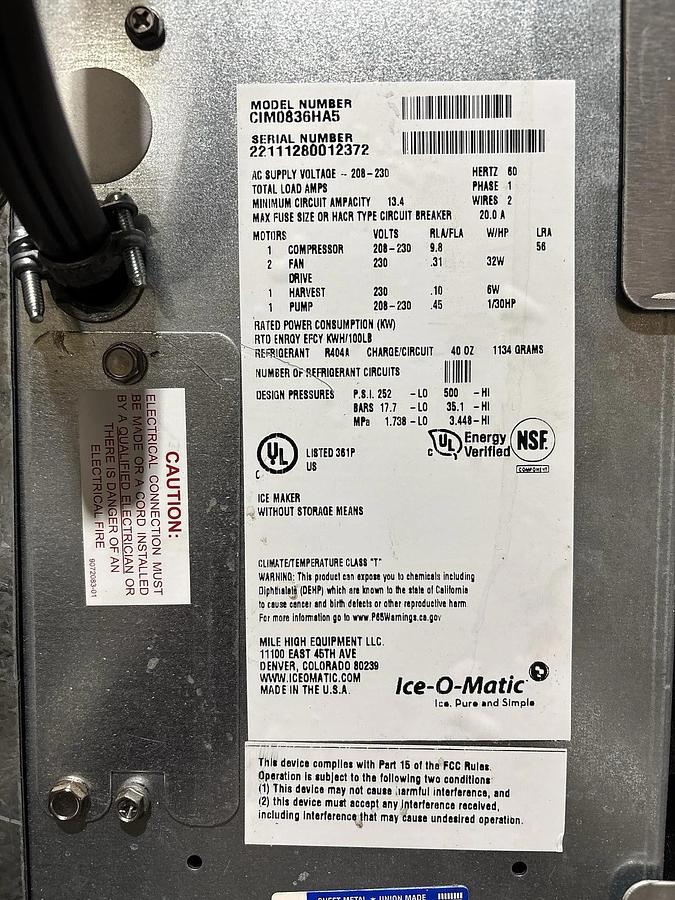 MODEL NUMBER
CIM0836HA5
SERIAL NUMBER
22111280012372
AC SUPPLY VOLTAGE ~ 208-230 HERTZ 60
TOTAL LOAD AMPS PHASE 1
MINIMUM CIRCUIT AMPACITY 13.4 WIRES 2
MAX FUSE SIZE OR HACR TYPE CIRCUIT BREAKER 20.0 A
MOTORS VOLTS RLA/FLA W/HP LRA
1 COMPRESSOR 208-230 9.8 56
2 FAN 230 .31 32W
DRIVE
1 HARVEST 230 .10 6W
1 PUMP 208-230 .45 1/30HP
RATED POWER CONSUMPTION (KW)
RTD ENRQY EFCY KWH/100LB
REFRIGERANT R404A CHARGE/CIRCUIT 40 OZ 1134 GRAMS
NUMBER OF REFRIGERANT CIRCUITS
DESIGN PRESSURES P.S.I. 252 -LO 500 -HI
BARS 17.7 -LO 35.1 -HI
MPa 1.738 -LO 3.448-HI
C UL LISTED 361P
US
C UL Energy
Verified
NSF.
COMPONENT
ICE MAKER
WITHOUT STORAGE MEANS
CLIMATE/TEMPERATURE CLASS "T"
WARNING: This product can expose you to chemicals including
Diphthalate (DEHP) which are known to the state of California
to cause cancer and birth defects or other reproductive harm
For more information go to www.P65Warnings.ca.gov
MILE HIGH EQUIPMENT LLC.
11100 EAST 45TH AVE
DENVER, COLORADO 80239
WWW.ICEOMATIC.COM
MADE IN THE U.S.A.
Ice-O-Matic
Ice. Pure and Simple
This device complies with Part 15 of the FCC Rules.
Operation is subject to the following two conditions
(1) This device may not cause harmful interference, and
(2) this device must accept any interference received,
including interference that may cause undesired operation.
CAUTION:
ELECTRICAL CONNECTION MUST
BE MADE OR A CORD INSTALLED
BY A QUALIFIED ELECTRICIAN OR
THERE IS DANGER OF AN
ELECTRICAL FIRE
9072083-01
SHEET METAL ★ UNION MADE